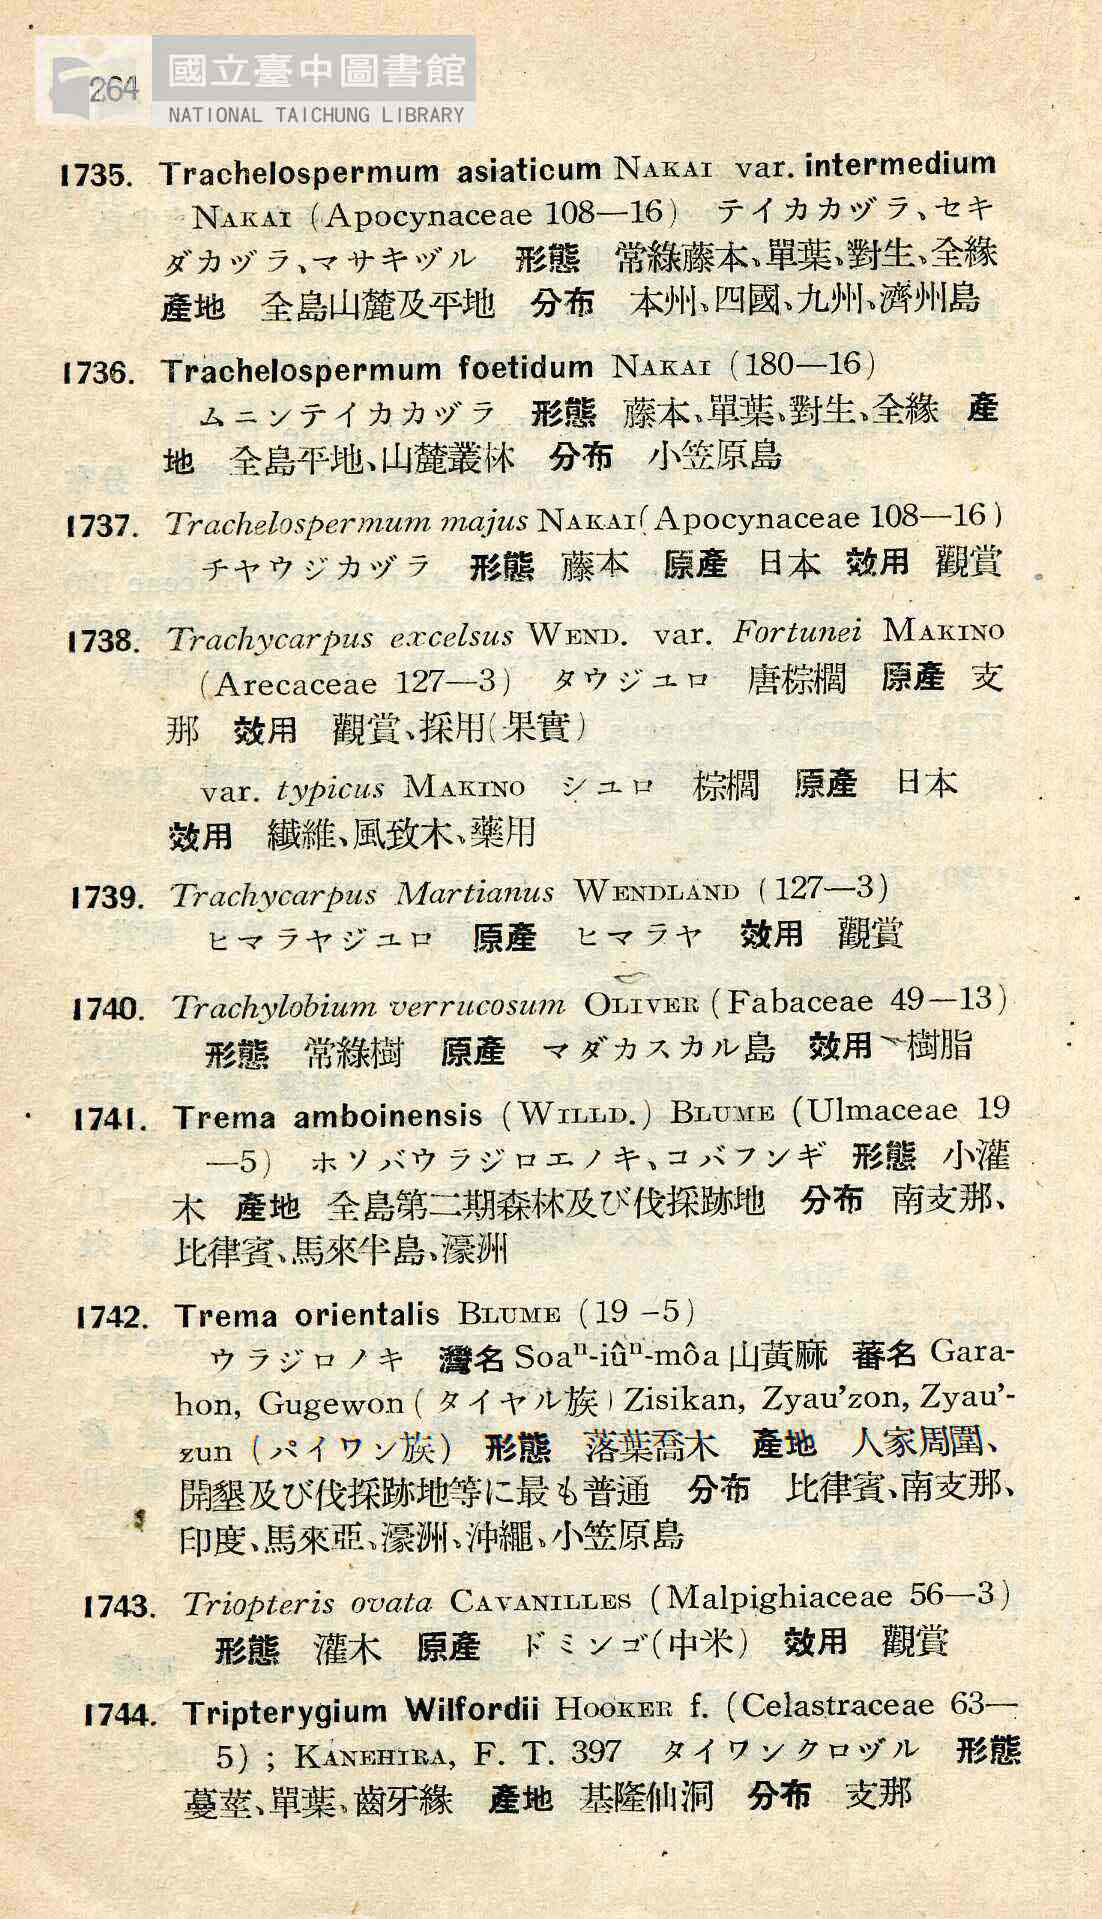 264
國立臺中圖書館
NATIONAL TAICHUNG LIBRARY
1735. Trachelospermum asiaticum NAKAI var. intermedium
NAKAI (Apocynaceae 108—16) テイカカヅラ、セキ
ダカヅラ、マサキヅル 形態 常綠藤本、單葉、對生、全緣
產地 全島山麓及平地 分布 本州、四國、九州、濟州島
1736. Trachelospermum foetidum NAKAI (180—16)
ムニンテイカカヅラ 形態 藤本、單葉、對生、全緣 產
地 全島平地、山麓叢林 分布 小笠原島
1737. Trachelospermum majus NAKAI (Apocynaceae 108—16)
チヤウジカヅラ 形態 藤本 原產 日本 效用 觀賞
1738. Trachycarpus excelsus WEND. var. Fortunei MAKINO
(Arecaceae 127—3) タウジユロ 唐棕櫚 原產 支
那 效用 觀賞、採用(果實)
var. typicus MAKINO シユロ 棕櫚 原產 日本
效用 纖維、風致木、藥用
1739. Trachycarpus Martianus WENDLAND (127—3)
ヒマラヤジユロ 原產 ヒマラヤ 效用 觀賞
1740. Trachylobium verrucosum OLIVER (Fabaceae 49—13)
形態 常綠樹 原產 マダカスカル島 效用 樹脂
1741. Trema amboinensis (WILLD.) BLUME (Ulmaceae 19
—5) ホソバウラジロエノキ、コバフンギ 形態 小灌
木 產地 全島第二期森林及び伐採跡地 分布 南支那、
比律賓、馬來半島、濠洲
1742. Trema orientalis BLUME (19-5)
ウラジロノキ 灣名 Soaⁿ-iûⁿ-môa 山黃麻 蕃名 Gara-
hon, Gugewon (タイヤル族) Zisikan, Zyau'zon, Zyau'-
zun (パイワン族) 形態 落葉喬木 產地 人家周圍、
開墾及び伐採跡地等に最も普通 分布 比律賓、南支那、
印度、馬來亞、濠洲、沖繩、小笠原島
1743. Triopteris ovata CAVANILLES (Malpighiaceae 56—3)
形態 灌木 原產 ドミンゴ(中米) 效用 觀賞
1744. Tripterygium Wilfordii HOOKER f. (Celastraceae 63—
5) ; KANEHIRA, F. T. 397 タイワンクロヅル 形態
蔓莖、單葉、齒牙緣 產地 基隆仙洞 分布 支那